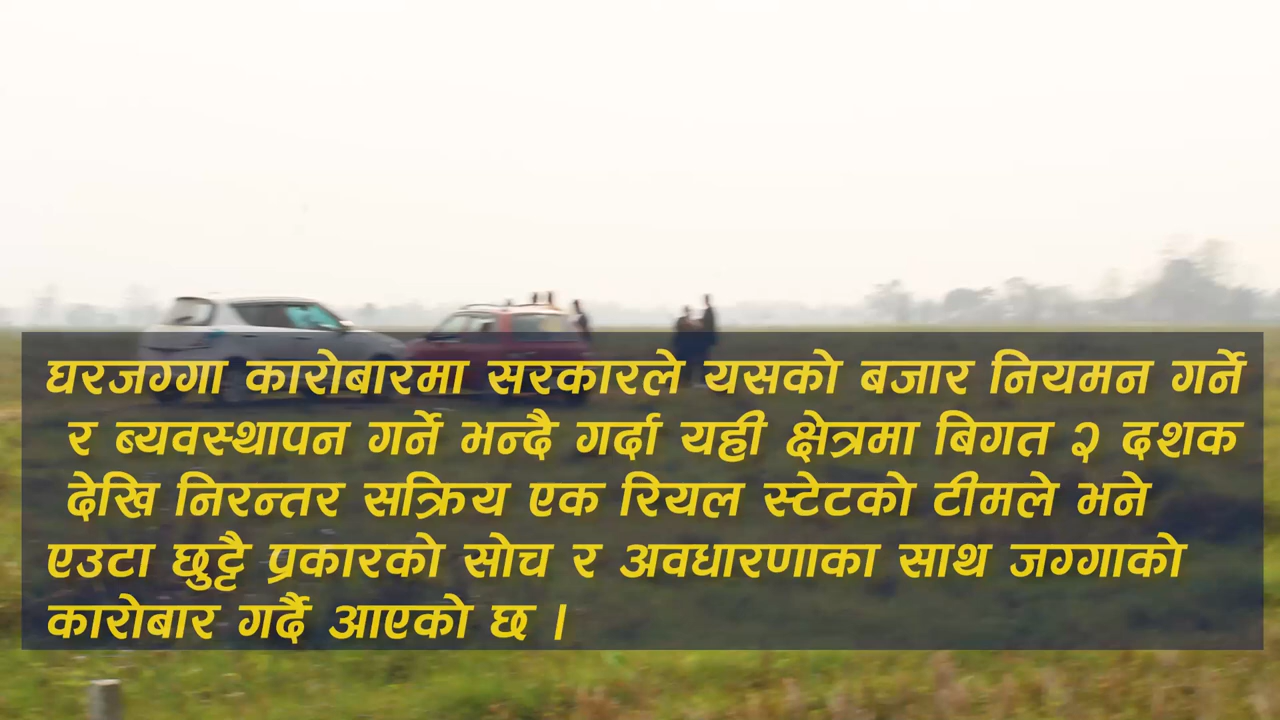 घरजग्गा कारोबारमा सरकारले यसको बजार नियमन गर्ने
र ब्यवस्थापन गर्ने भन्दै गर्दा यही क्षेत्रमा बिगत २ दशक
देखि निरन्तर सक्रिय एक रियल स्टेटको टीमले भने
एउटा छुट्टै प्रकारको सोच र अवधारणाका साथ जग्गाको
कारोबार गर्दै आएको छ ।